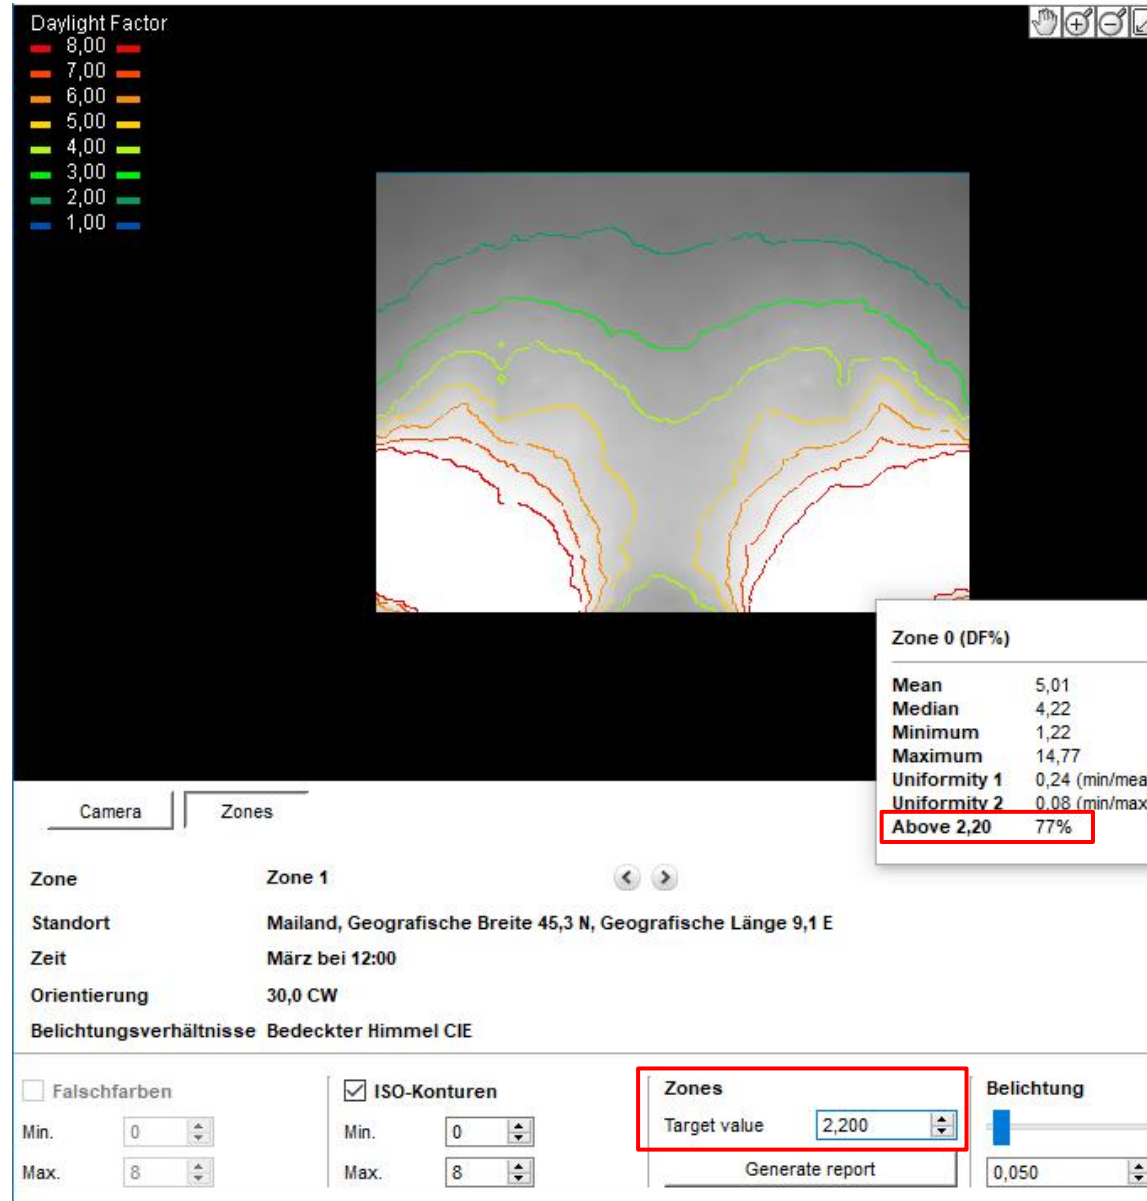 Daylight Factor
8,00
7,00
6,00
5,00
4,00
3,00
2,00
1,00
Zone 0 (DF%)
Mean 5,01
Median 4,22
Minimum 1,22
Maximum 14,77
Uniformity 1 0,24 (min/mea
Uniformity 2 0,08 (min/max
Above 2,20 77%
Camera Zones
Zone Zone 1
Standort Mailand, Geografische Breite 45,3 N, Geografische Länge 9,1 E
Zeit März bei 12:00
Orientierung 30,0 CW
Belichtungsverhältnisse Bedeckter Himmel CIE
Falschfarben ISO-Konturen Zones Belichtung
Min. 0 Min. 0 Target value 2,200
Max. 8 Max. 8 Generate report 0,050